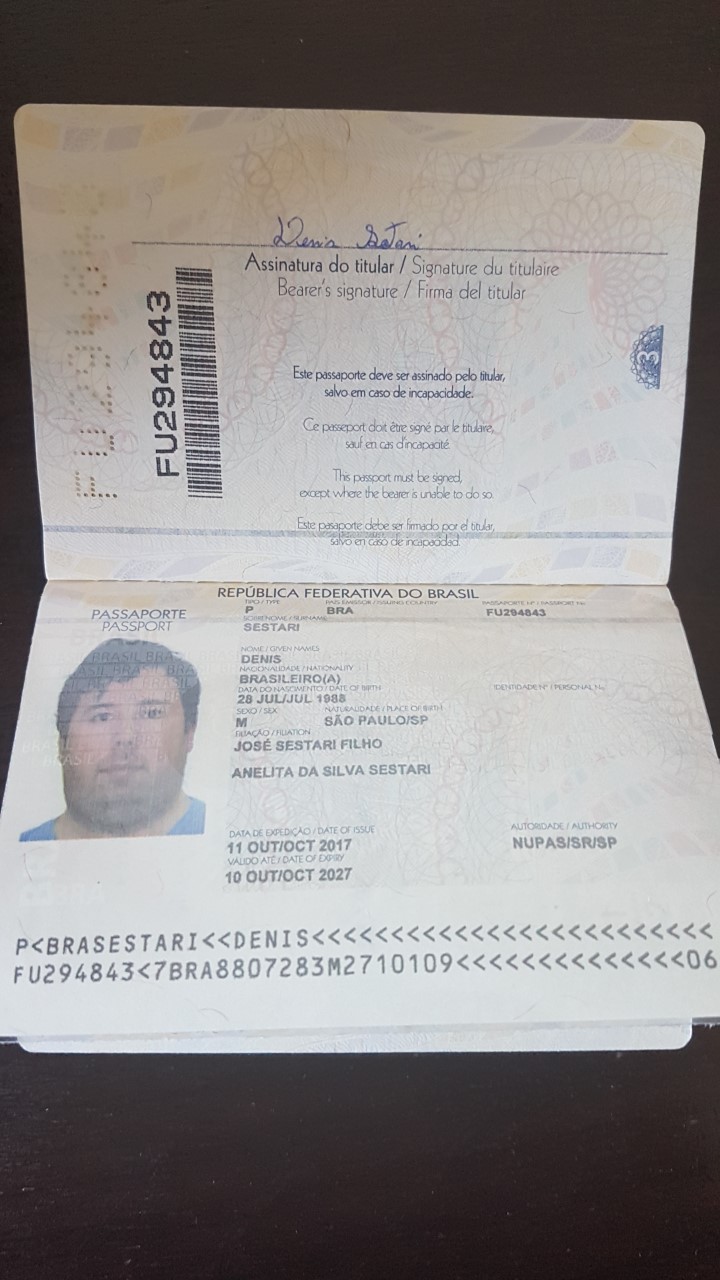 Denis Sestari
Assinatura do titular / Signature du titulaire
Bearer's signature / Firma del titular
FU294843
FU294843
3
Este passaporte deve ser assinado pelo titular,
salvo em caso de incapacidade.
Ce passeport doit être signé par le titulaire,
sauf en cas d'incapacité.
This passport must be signed,
except where the bearer is unable to do so.
Este pasaporte debe ser firmado por el titular,
salvo en caso de incapacidad.
REPÚBLICA FEDERATIVA DO BRASIL
PASSAPORTE
PASSPORT
TIPO / TYPE PAÍS EMISSOR / ISSUING COUNTRY PASSAPORTE Nº / PASSPORT No.
P BRA FU294843
SOBRENOME / SURNAME
SESTARI
NOME / GIVEN NAMES
DENIS
NACIONALIDADE / NATIONALITY
BRASILEIRO(A)
DATA DO NASCIMENTO / DATE OF BIRTH IDENTIDADE Nº / PERSONAL No.
28 JUL/JUL 1988
SEXO / SEX NATURALIDADE / PLACE OF BIRTH
M SÃO PAULO/SP
FILIAÇÃO / FILIATION
JOSÉ SESTARI FILHO
ANELITA DA SILVA SESTARI
DATA DE EXPEDIÇÃO / DATE OF ISSUE AUTORIDADE / AUTHORITY
11 OUT/OCT 2017 NUPAS/SR/SP
VÁLIDO ATÉ / DATE OF EXPIRY
10 OUT/OCT 2027
P<BRASESTARI<<DENIS<<<<<<<<<<<<<<<<<<<<<<<<<
FU294843<7BRA8807283M2710109<<<<<<<<<<<<<<06